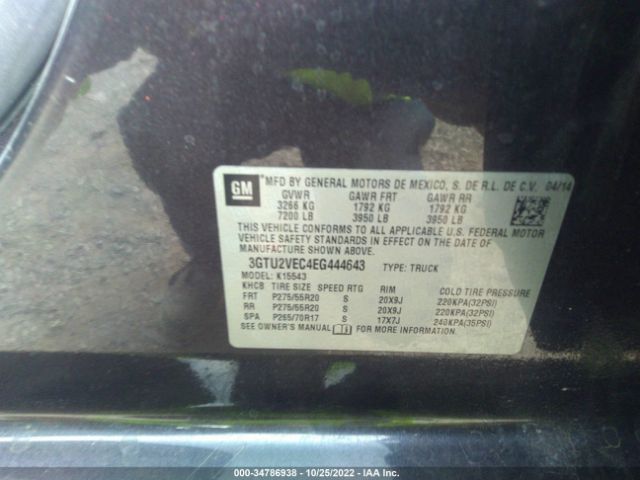 GM
*MFD BY GENERAL MOTORS DE MEXICO, S. DE R.L. DE C.V. 04/14
GVWR GAWR FRT GAWR RR
3266 KG 1792 KG 1792 KG
7200 LB 3950 LB 3950 LB
THIS VEHICLE CONFORMS TO ALL APPLICABLE U.S. FEDERAL MOTOR
VEHICLE SAFETY STANDARDS IN EFFECT ON THE DATE OF
MANUFACTURE SHOWN ABOVE.
3GTU2VEC4EG444643 TYPE: TRUCK
MODEL: K15543
KHCB TIRE SIZE SPEED RTG RIM COLD TIRE PRESSURE
FRT P275/55R20 S 20X9J 220KPA(32PSI)
RR P275/55R20 S 20X9J 220KPA(32PSI)
SPA P265/70R17 S 17X7J 240KPA(35PSI)
SEE OWNER'S MANUAL FOR MORE INFORMATION.
000-34786938 - 10/25/2022 - IAA Inc.